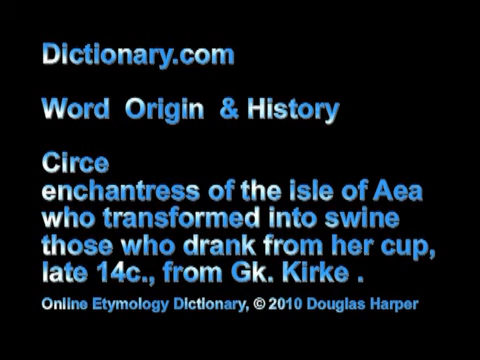 Dictionary.com
Word Origin & History
Circe
enchantress of the isle of Aea
who transformed into swine
those who drank from her cup,
late 14c., from Gk. Kirke .
Online Etymology Dictionary, © 2010 Douglas Harper